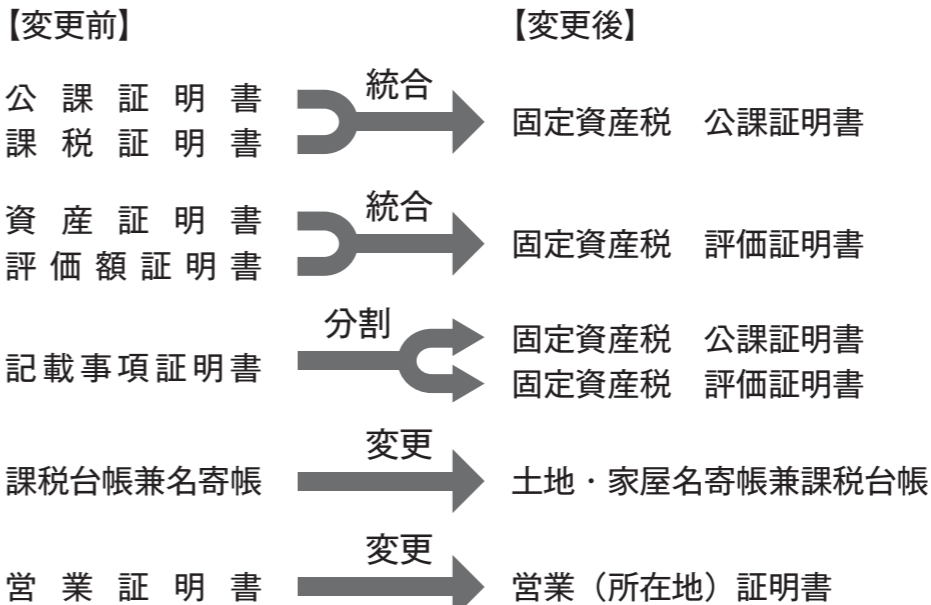 【変更前】 【変更後】
公課証明書
課税証明書
統合
固定資産税　公課証明書
資産証明書
評価額証明書
統合
固定資産税　評価証明書
記載事項証明書
分割
固定資産税　公課証明書
固定資産税　評価証明書
課税台帳兼名寄帳
変更
土地・家屋名寄帳兼課税台帳
営業証明書
変更
営業（所在地）証明書